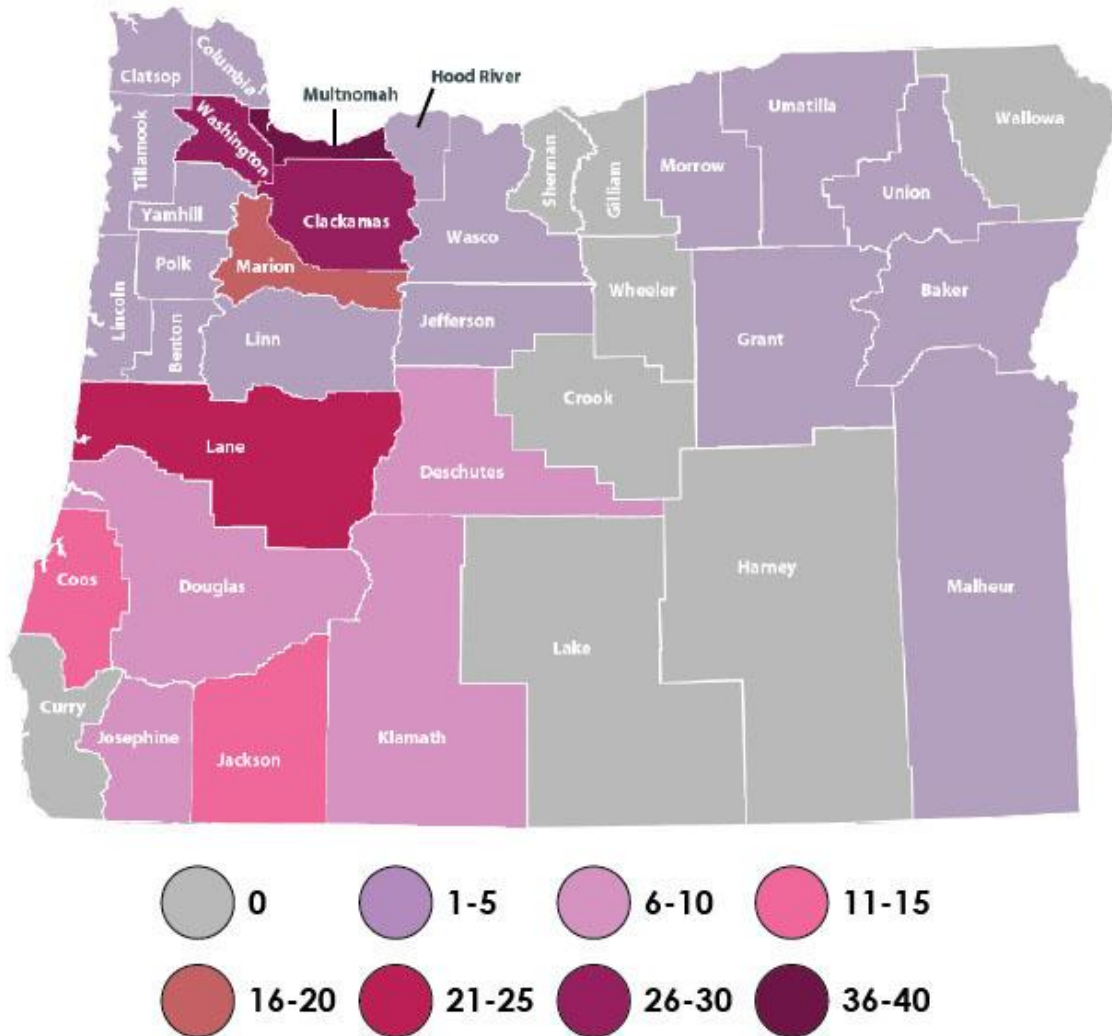 Clatsop
Columbia
Multnomah
Hood River
Washington
Tillamook
Yamhill
Clackamas
Polk
Marion
Lincoln
Benton
Linn
Wasco
Sherman
Gilliam
Morrow
Umatilla
Union
Wallowa
Jefferson
Wheeler
Grant
Baker
Lane
Crook
Deschutes
Coos
Douglas
Harney
Malheur
Lake
Curry
Josephine
Jackson
Klamath
0
1-5
6-10
11-15
16-20
21-25
26-30
36-40